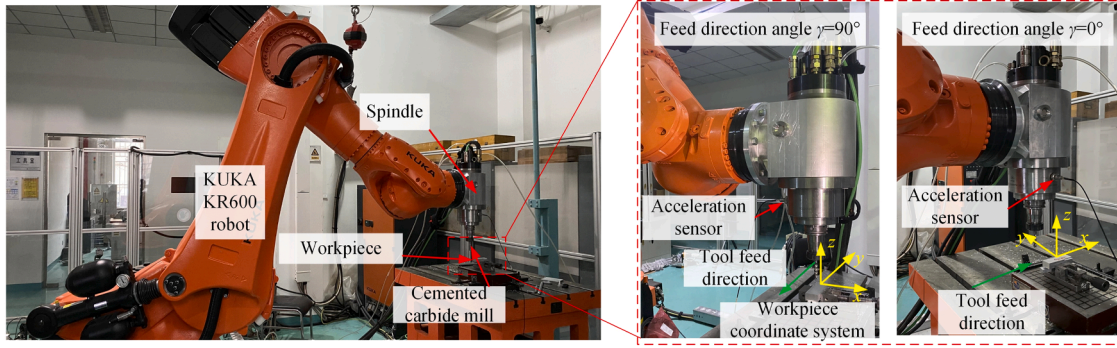 Spindle
KUKA
KR600
robot
KUKA
Workpiece
Cemented
carbide mill
Feed direction angle γ=90°
Acceleration
sensor
Tool feed
direction
z
y
x
Workpiece
coordinate system
Feed direction angle γ=0°
Acceleration
sensor
z
y
x
Tool feed
direction